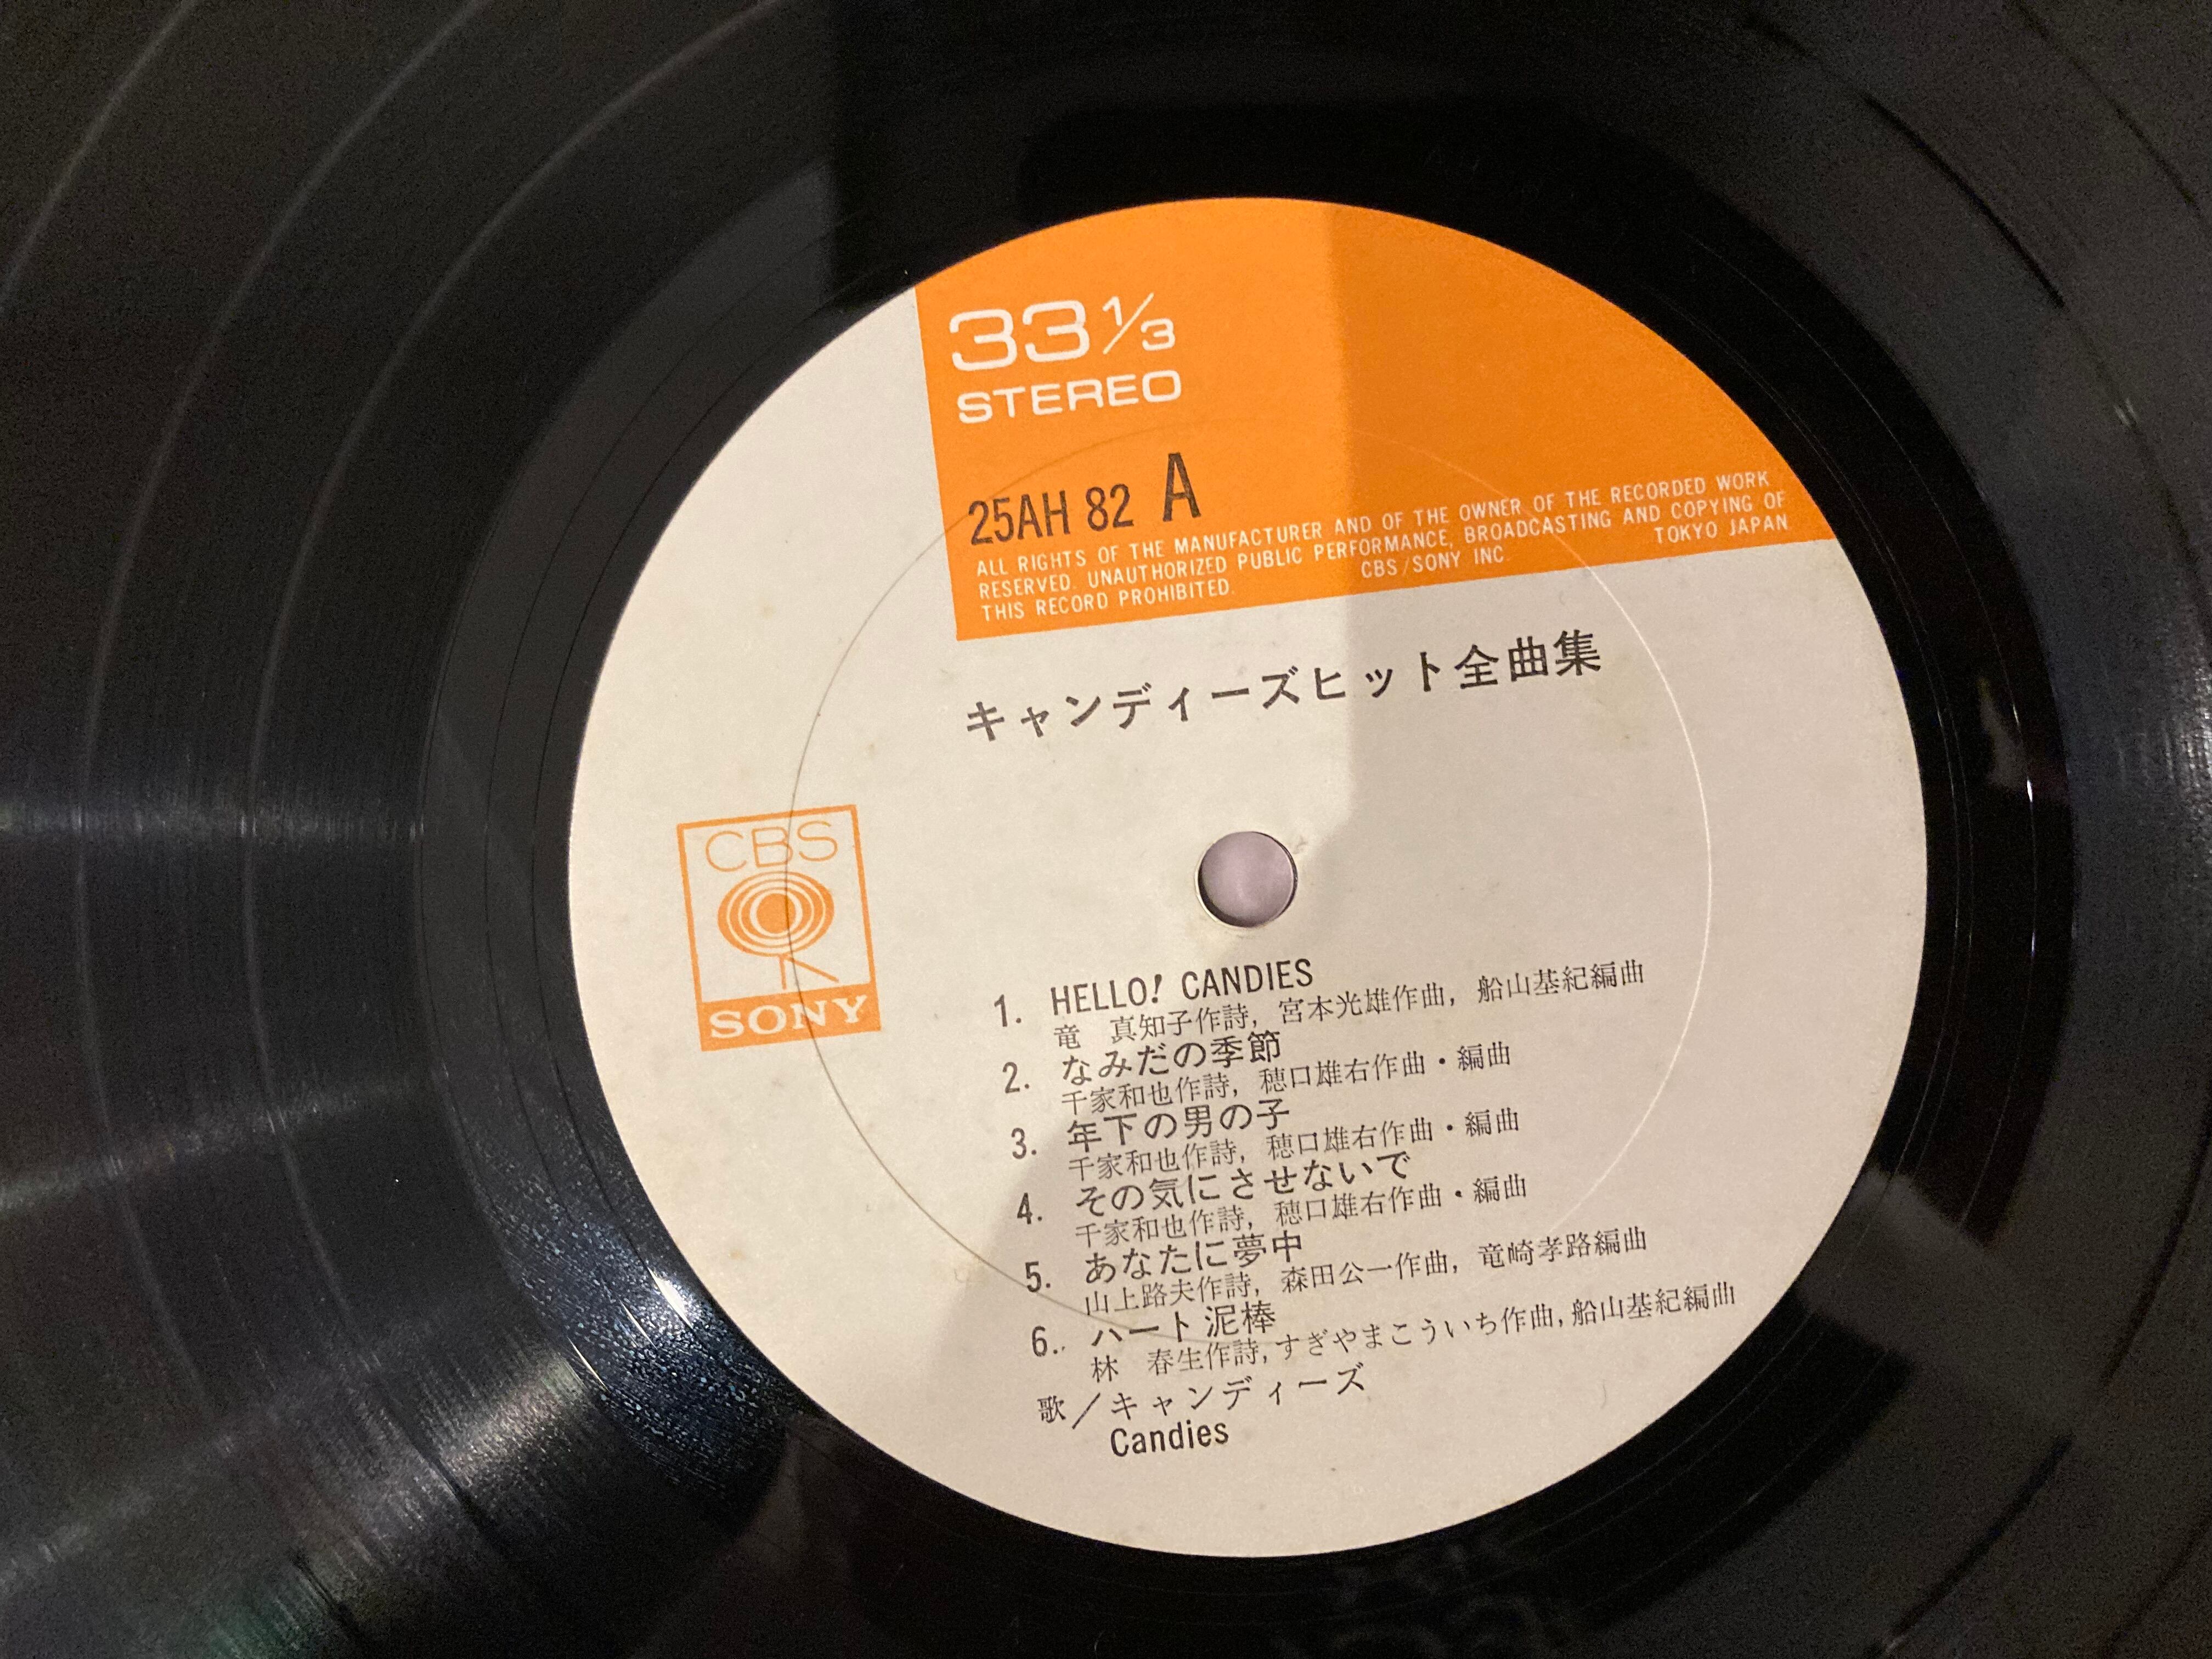 33 1/3
STEREO
25AH 82 A
ALL RIGHTS OF THE MANUFACTURER AND OF THE OWNER OF THE RECORDED WORK
RESERVED. UNAUTHORIZED PUBLIC PERFORMANCE, BROADCASTING AND COPYING OF
THIS RECORD PROHIBITED. CBS/SONY INC. TOKYO JAPAN
キャンディーズヒット全曲集
CBS
SONY
1. HELLO! CANDIES
竜 真知子作詩, 宮本光雄作曲, 船山基紀編曲
2. なみだの季節
千家和也作詩, 穂口雄右作曲・編曲
3. 年下の男の子
千家和也作詩, 穂口雄右作曲・編曲
4. その気にさせないで
千家和也作詩, 穂口雄右作曲・編曲
5. あなたに夢中
山上路夫作詩, 森田公一作曲, 竜崎孝路編曲
6. ハート泥棒
林 春生作詩, すぎやまこういち作曲, 船山基紀編曲
歌/キャンディーズ
Candies